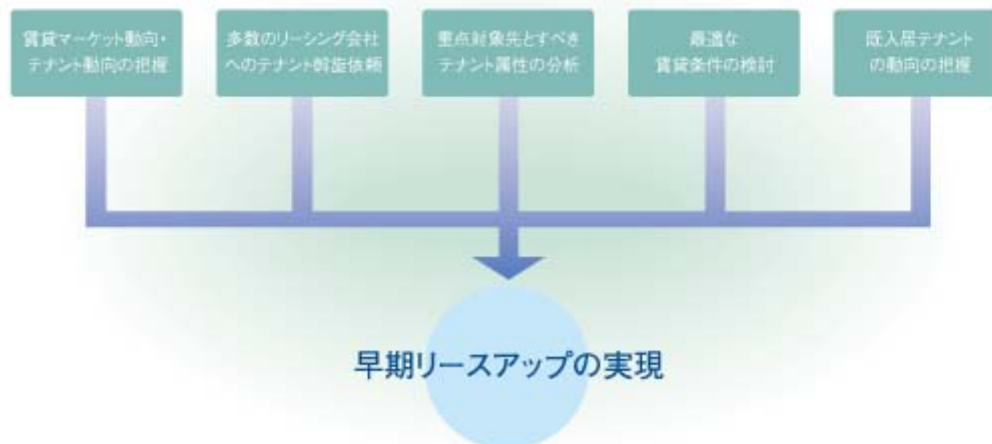 賃貸マーケット動向・
テナント動向の把握
多数のリーシング会社
へのテナント斡旋依頼
重点対象先とすべき
テナント属性の分析
最適な
賃貸条件の検討
既入居テナント
の動向の把握
早期リースアップの実現